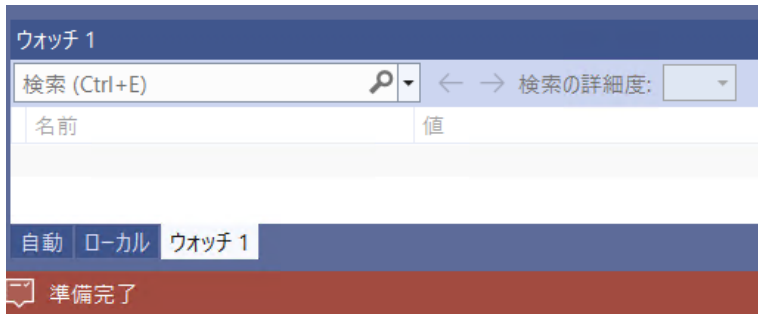 ウォッチ 1
検索 (Ctrl+E) 検索の詳細度:
名前 値
自動 ローカル ウォッチ 1
準備完了